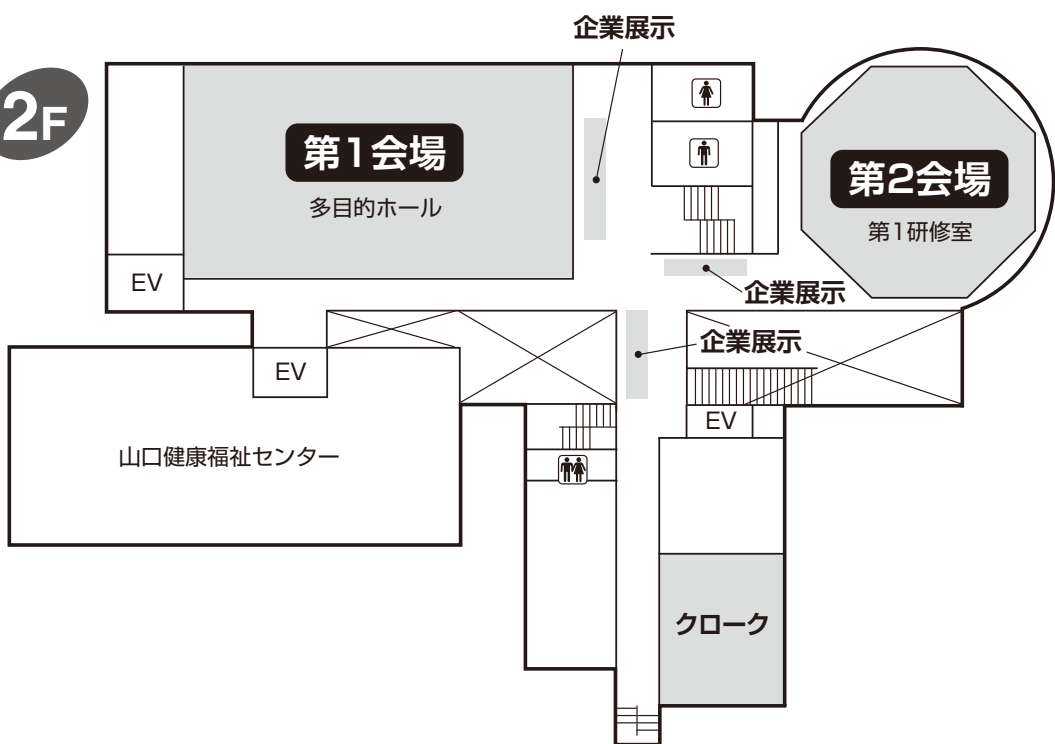 2F
企業展示
第1会場
多目的ホール
第2会場
第1研修室
EV
企業展示
企業展示
EV
EV
山口健康福祉センター
クローク